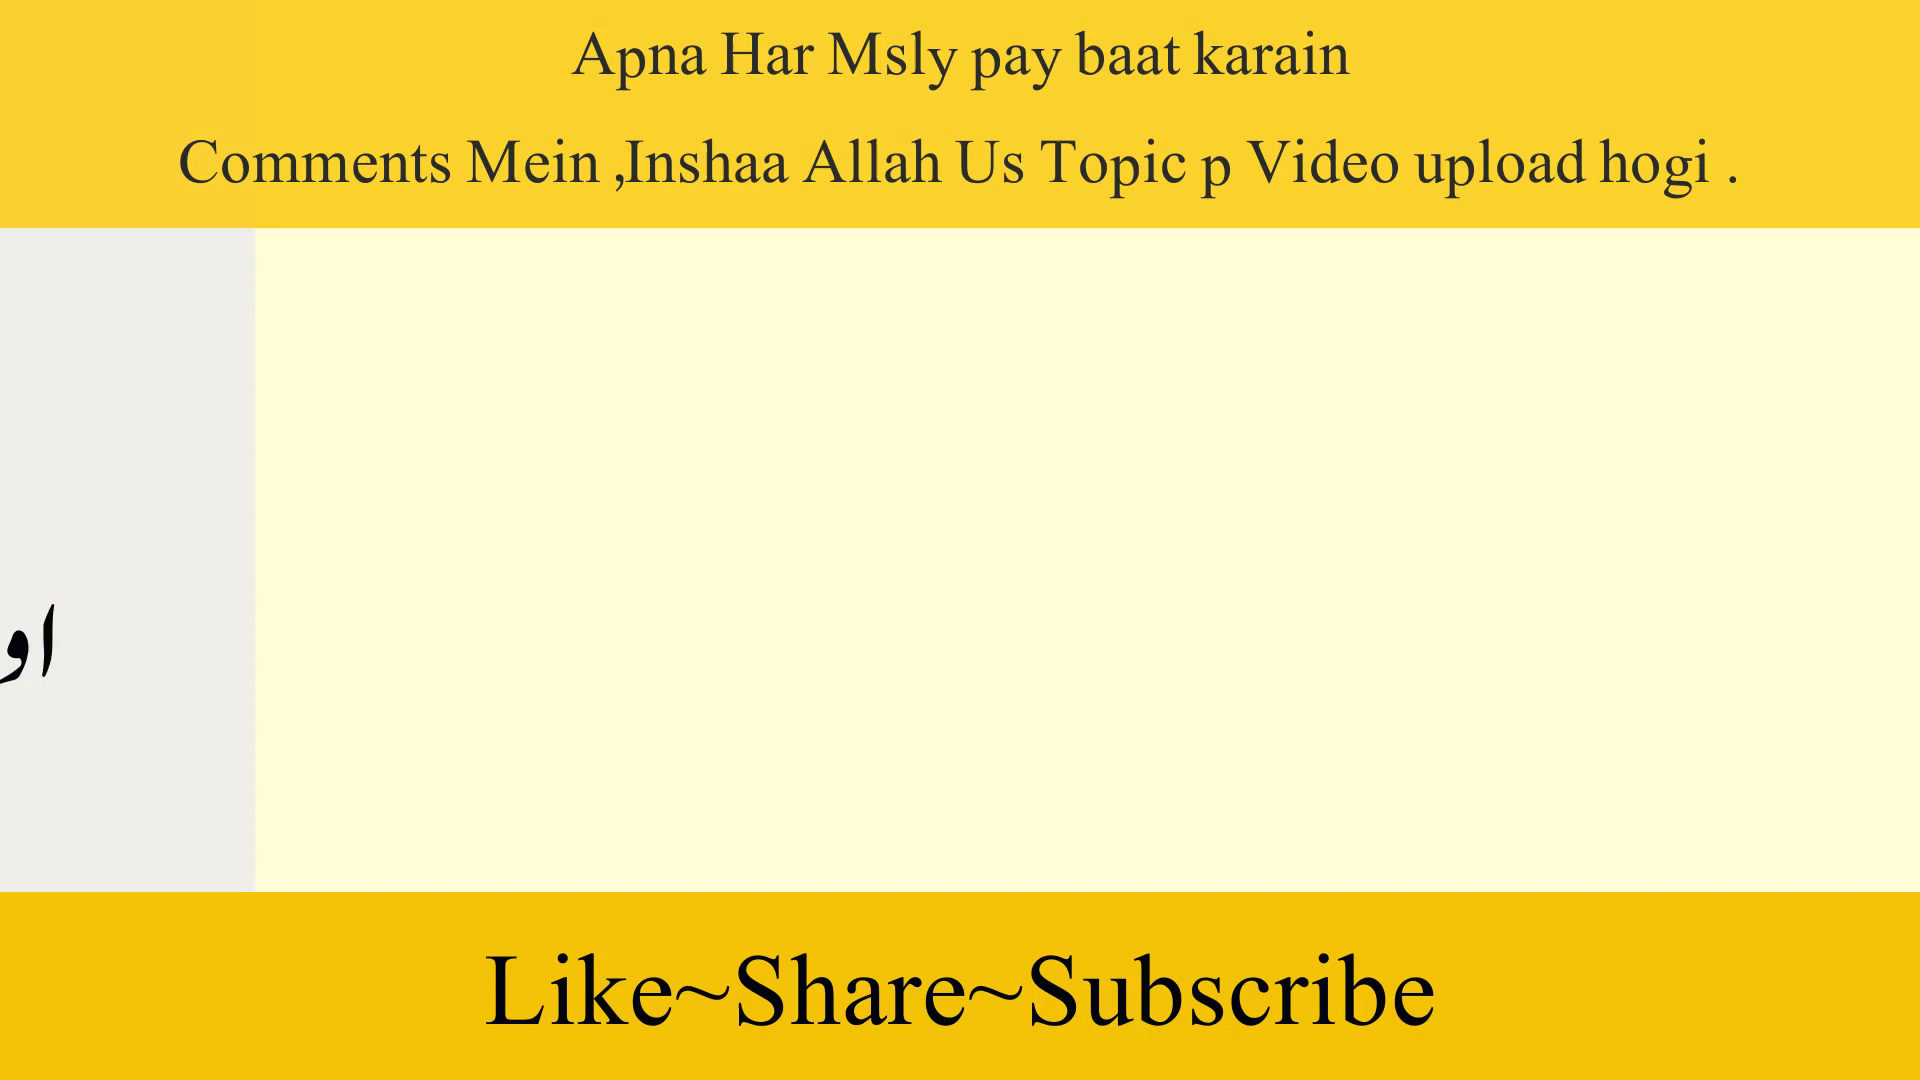 Apna Har Msly pay baat karain
Comments Mein ,Inshaa Allah Us Topic p Video upload hogi .
او
Like~Share~Subscribe